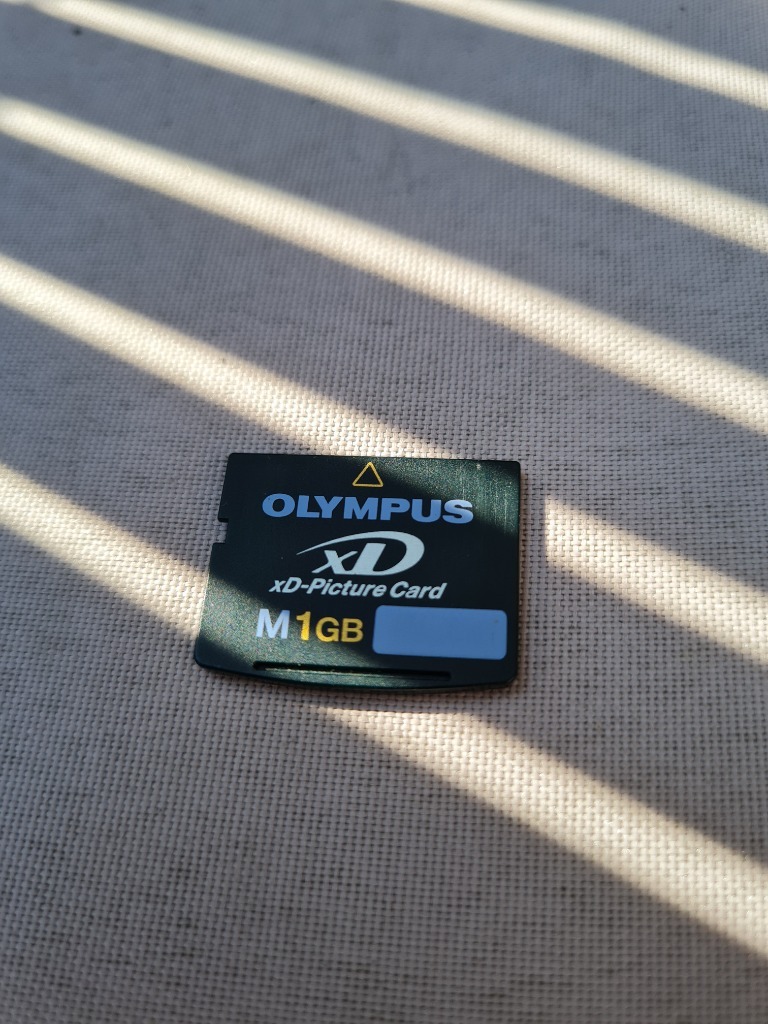 OLYMPUS
xD
xD-Picture Card
M 1GB